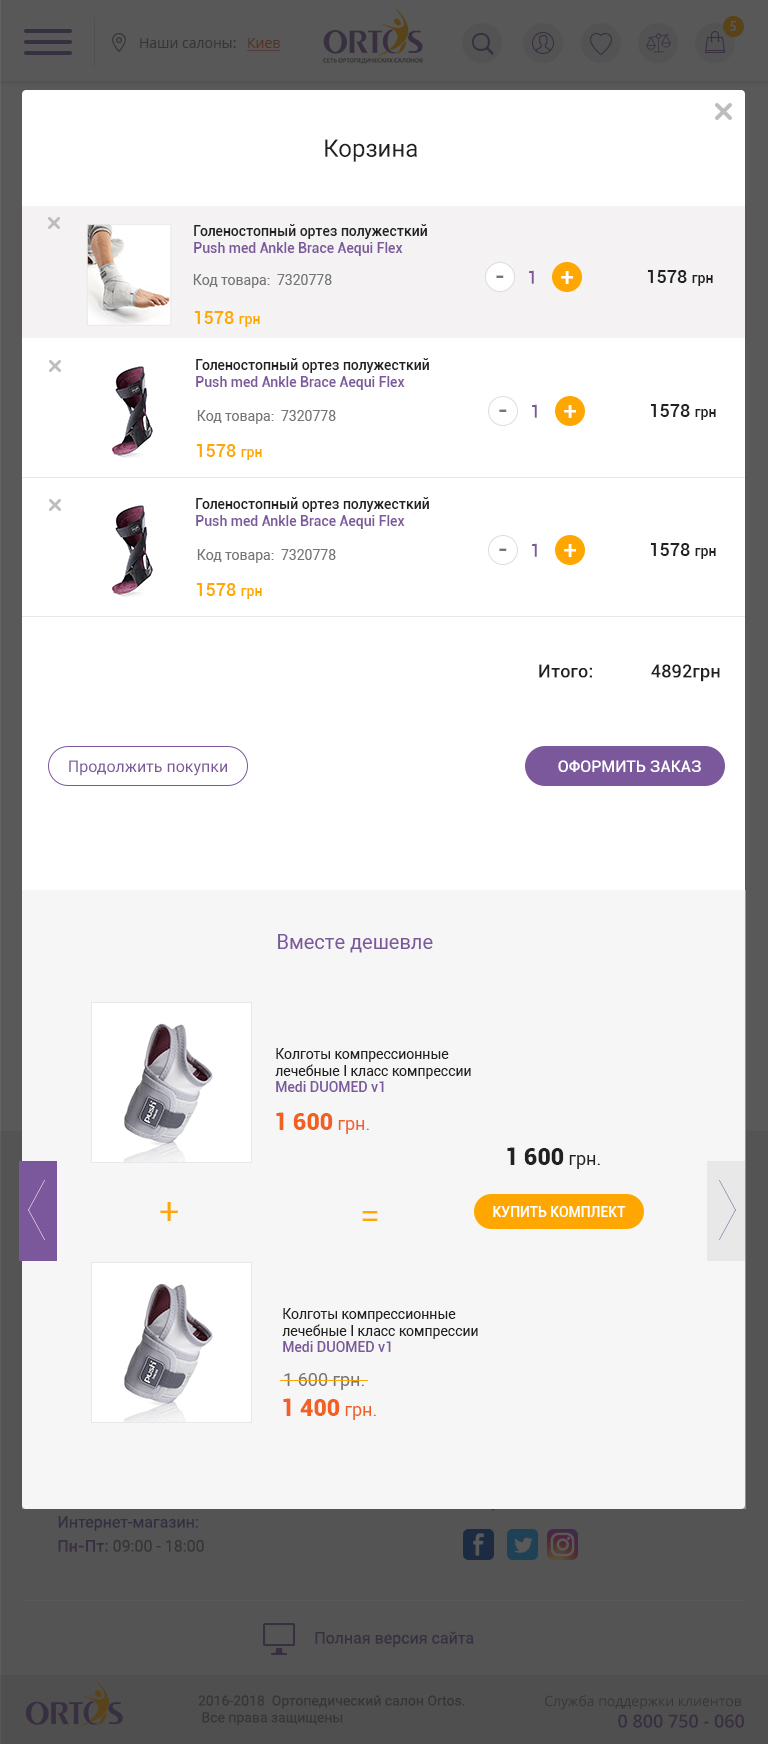 Наши салоны: Киев
ORTOS
СЕТЬ ОРТОПЕДИЧЕСКИХ САЛОНОВ
5
Корзина
Голеностопный ортез полужесткий
Push med Ankle Brace Aequi Flex
Код товара: 7320778
- 1 +
1578 грн
1578 грн
Голеностопный ортез полужесткий
Push med Ankle Brace Aequi Flex
Код товара: 7320778
- 1 +
1578 грн
1578 грн
Голеностопный ортез полужесткий
Push med Ankle Brace Aequi Flex
Код товара: 7320778
- 1 +
1578 грн
1578 грн
Итого: 4892грн
Продолжить покупки
ОФОРМИТЬ ЗАКАЗ
Вместе дешевле
push
Колготы компрессионные
лечебные I класс компрессии
Medi DUOMED v1
1 600 грн.
+
=
1 600 грн.
КУПИТЬ КОМПЛЕКТ
push
Колготы компрессионные
лечебные I класс компрессии
Medi DUOMED v1
1 600 грн.
1 400 грн.
Интернет-магазин:
Пн-Пт: 09:00 - 18:00
Полная версия сайта
ORTOS
2016-2018 Ортопедический салон Ortos.
Все права защищены
Служба поддержки клиентов
0 800 750 - 060